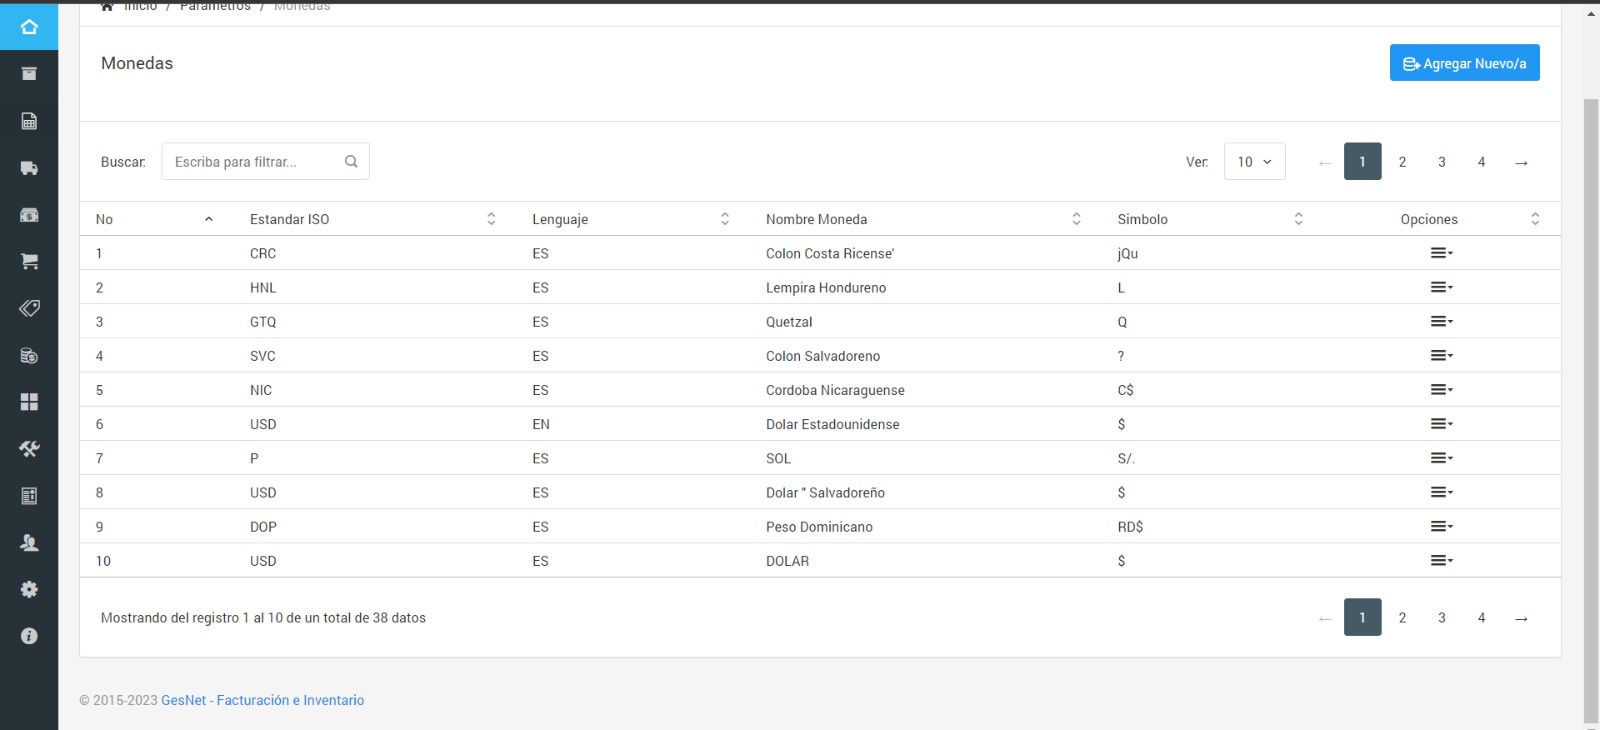 Inicio / Parametros / Monedas
Monedas
Agregar Nuevo/a
Buscar: Escriba para filtrar... Ver: 10 ← 1 2 3 4 →
No Estandar ISO Lenguaje Nombre Moneda Simbolo Opciones
1 CRC ES Colon Costa Ricense' jQu
2 HNL ES Lempira Hondureno L
3 GTQ ES Quetzal Q
4 SVC ES Colon Salvadoreno ?
5 NIC ES Cordoba Nicaraguense C$
6 USD EN Dolar Estadounidense $
7 P ES SOL S/.
8 USD ES Dolar " Salvadoreño $
9 DOP ES Peso Dominicano RD$
10 USD ES DOLAR $
Mostrando del registro 1 al 10 de un total de 38 datos ← 1 2 3 4 →
© 2015-2023 GesNet - Facturación e Inventario